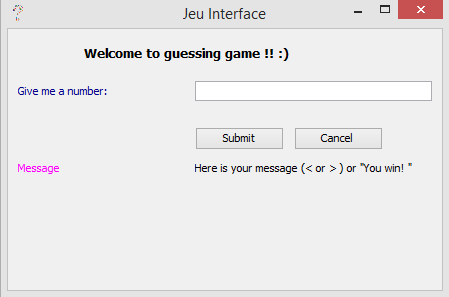 Jeu Interface
Welcome to guessing game !! :)
Give me a number:
Submit Cancel
Message Here is your message (< or > ) or "You win! "